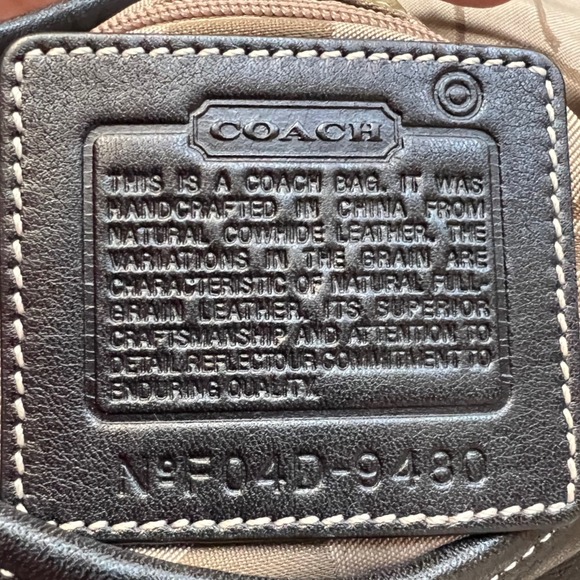 COACH
THIS IS A COACH BAG. IT WAS
HANDCRAFTED IN CHINA FROM
NATURAL COWHIDE LEATHER. THE
VARIATIONS IN THE GRAIN ARE
CHARACTERISTIC OF NATURAL FULL-
GRAIN LEATHER. ITS SUPERIOR
CRAFTSMANSHIP AND ATTENTION TO
DETAIL REFLECT OUR COMMITMENT TO
ENDURING QUALITY.
Nº F04D-9480